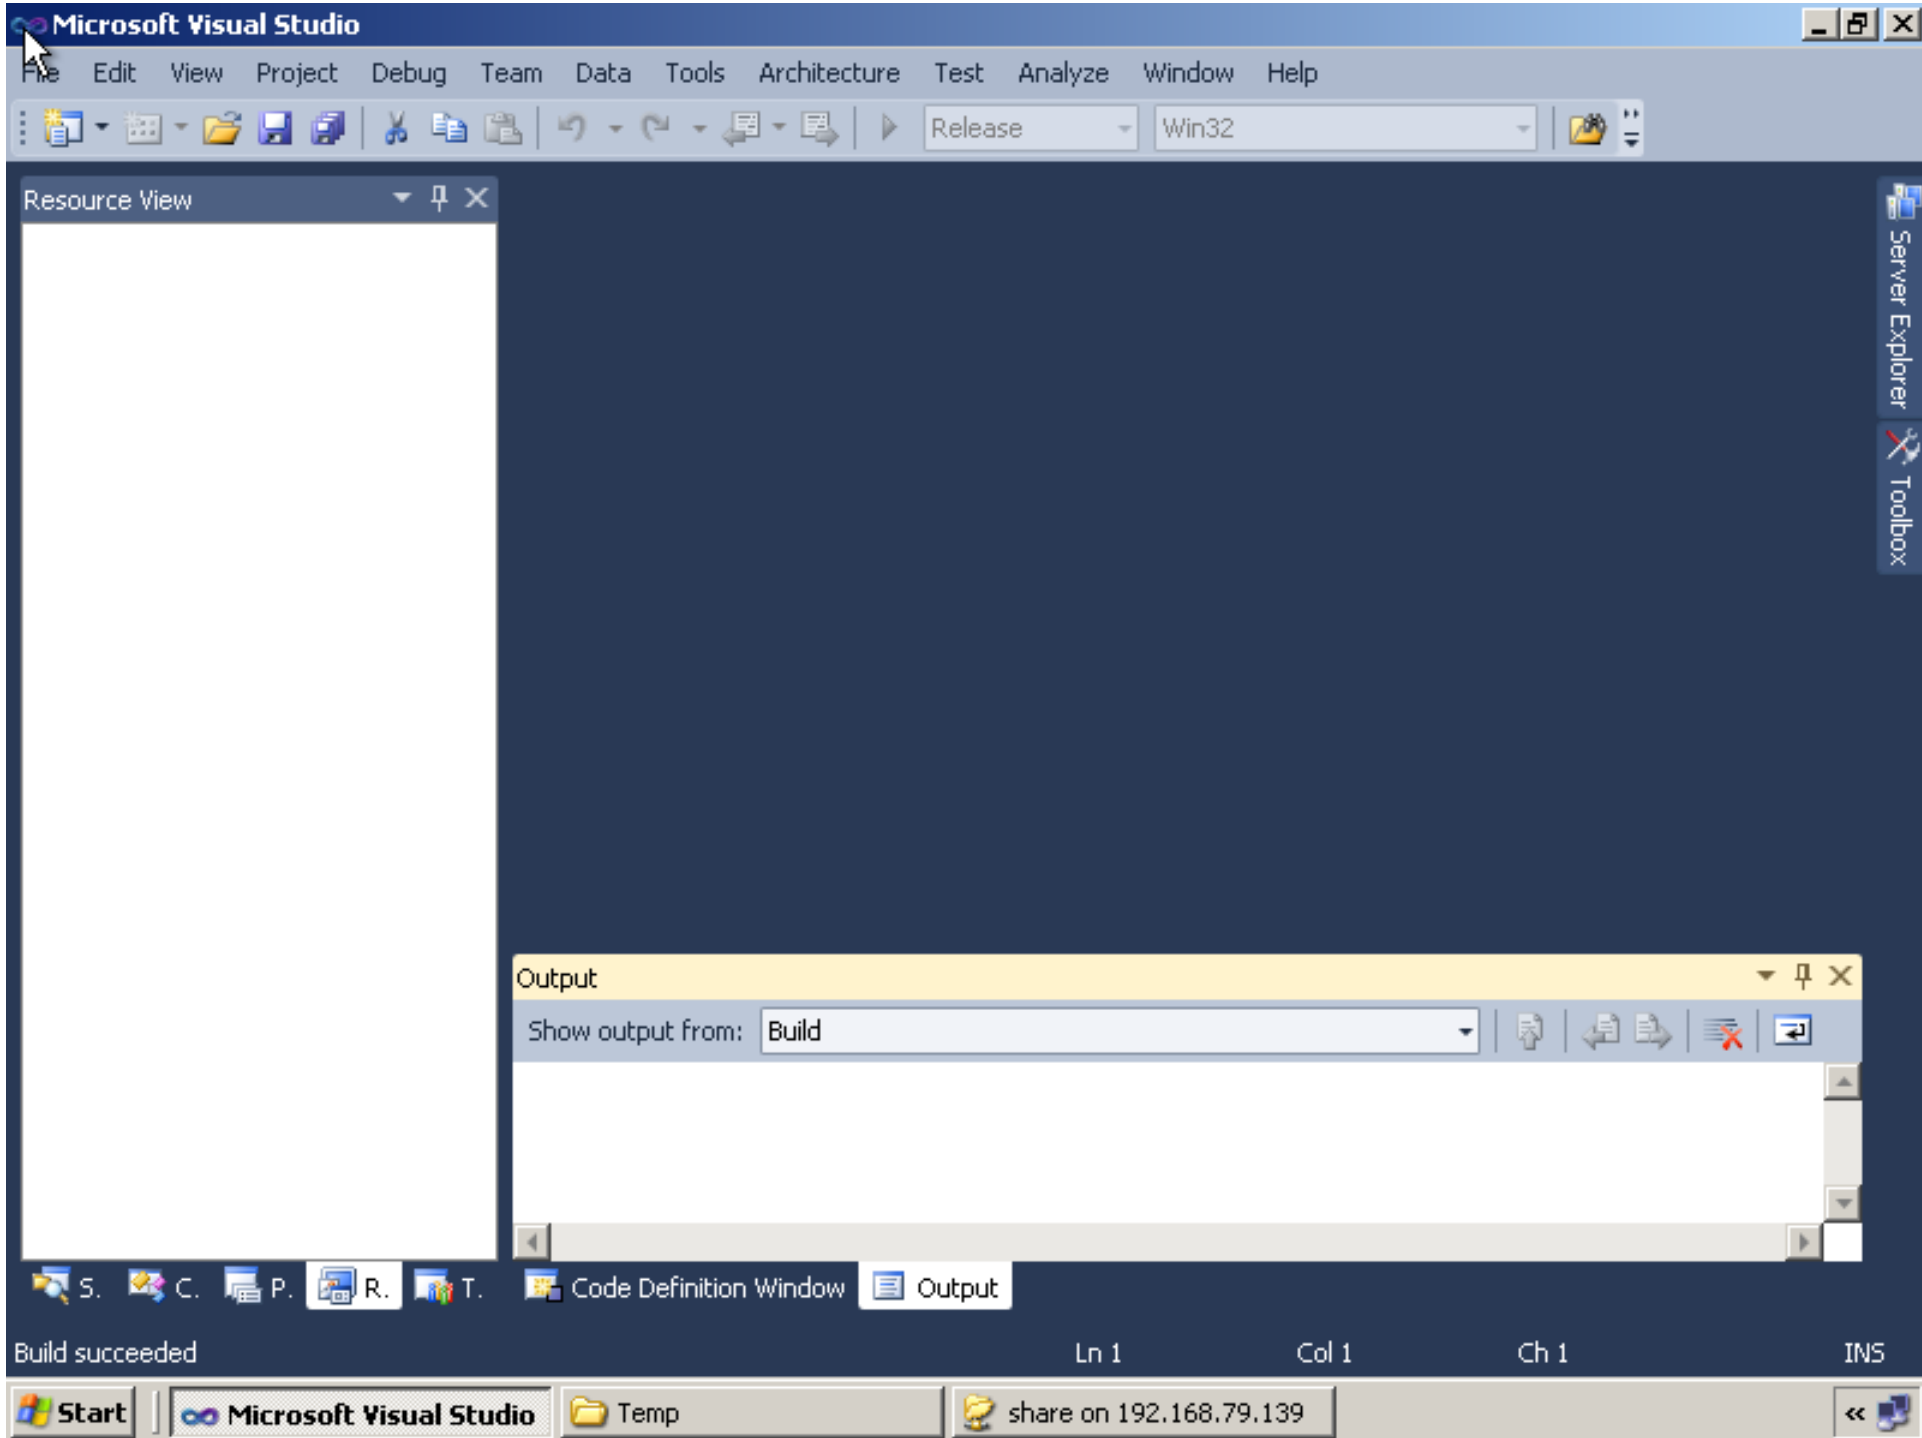 Microsoft Visual Studio
File Edit View Project Debug Team Data Tools Architecture Test Analyze Window Help
Release Win32
Resource View
Server Explorer
Toolbox
Output
Show output from: Build
S. C. P. R. T. Code Definition Window Output
Build succeeded Ln 1 Col 1 Ch 1 INS
Start Microsoft Visual Studio Temp share on 192.168.79.139 «